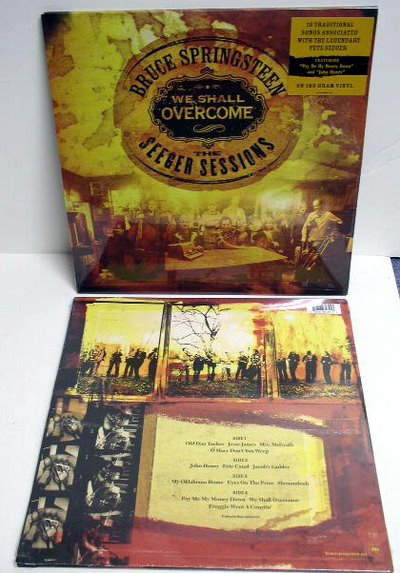 13 TRADITIONAL
SONGS ASSOCIATED
WITH THE LEGENDARY
PETE SEEGER
FEATURING
"Pay Me My Money Down"
and "John Henry"
ON 180 GRAM VINYL
BRUCE SPRINGSTEEN
WE SHALL
OVERCOME
THE
SEEGER SESSIONS
SIDE 1
Old Dan Tucker Jesse James Mrs. McGrath
O Mary Don't You Weep
SIDE 2
John Henry Erie Canal Jacob's Ladder
SIDE 3
My Oklahoma Home Eyes On The Prize Shenandoah
SIDE 4
Pay Me My Money Down We Shall Overcome
Froggie Went A Courtin'
brucespringsteen.net